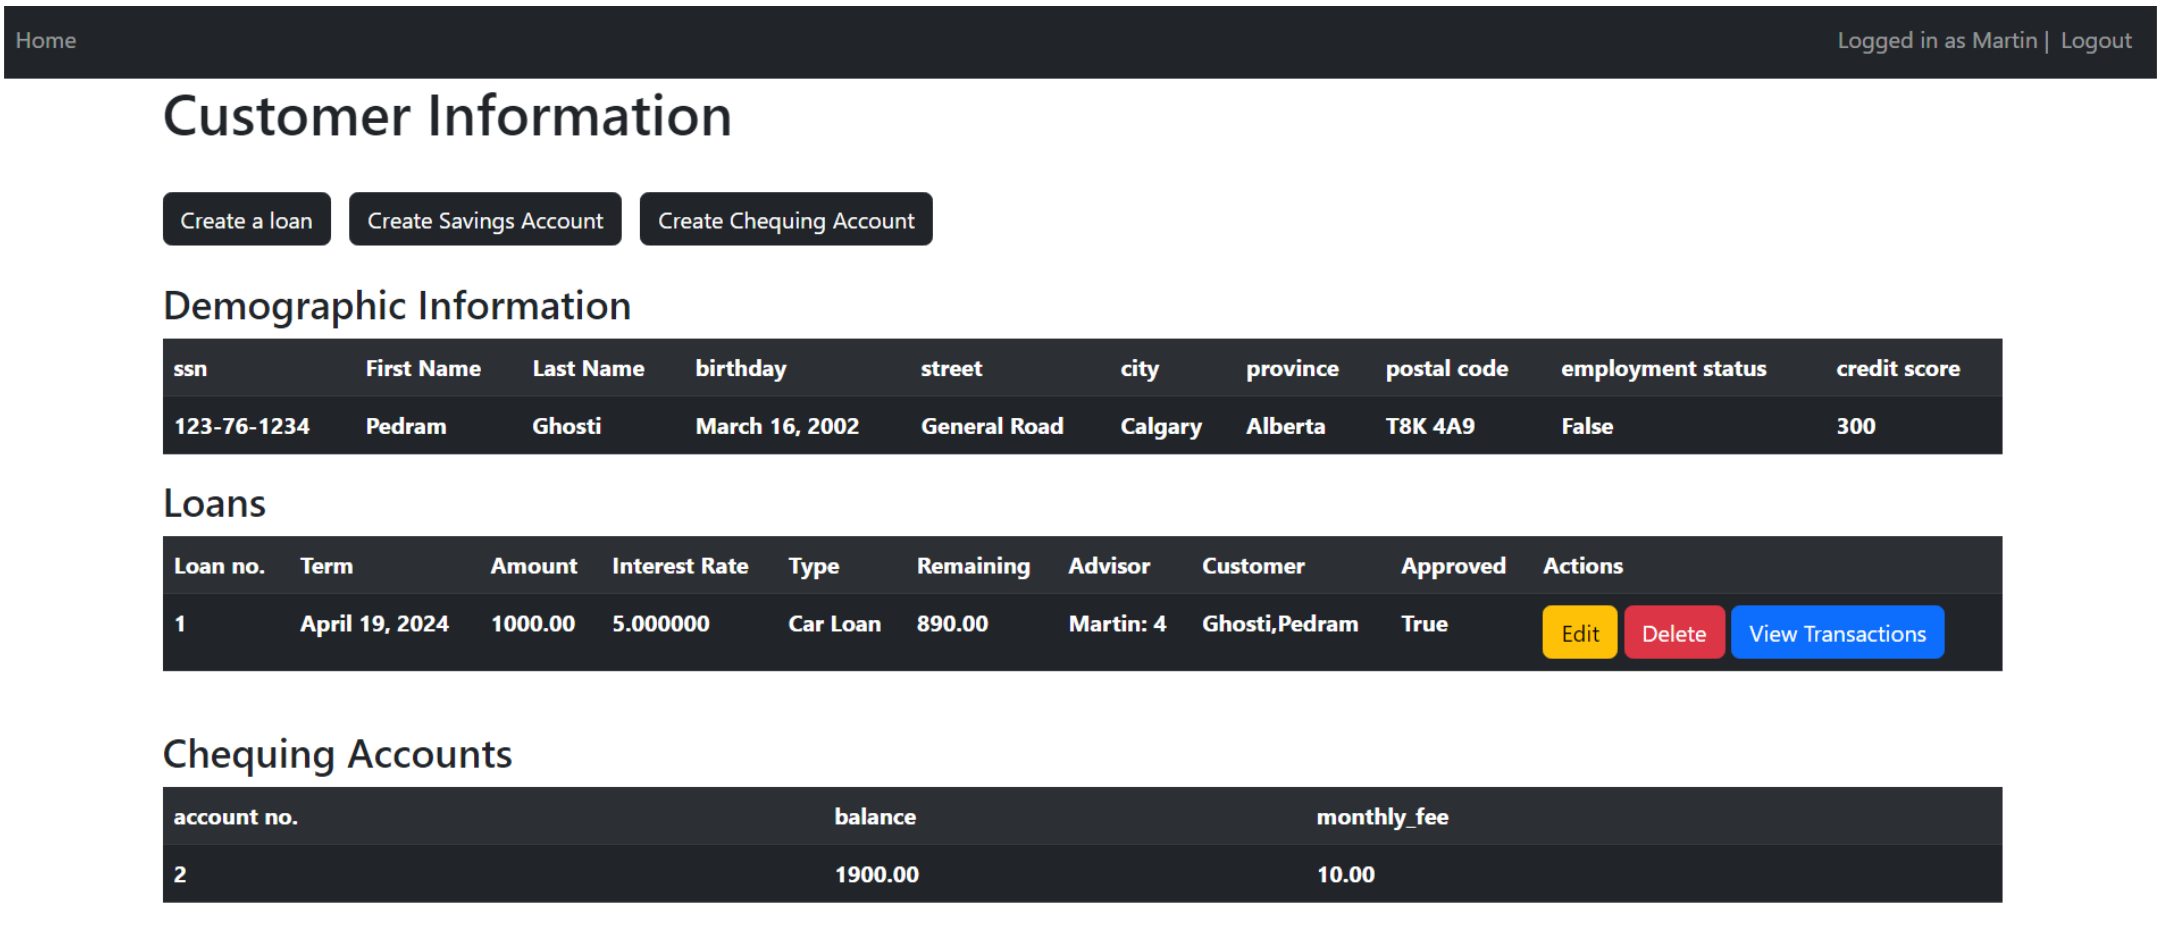 Home Logged in as Martin | Logout
Customer Information
Create a loan Create Savings Account Create Chequing Account
Demographic Information
ssn First Name Last Name birthday street city province postal code employment status credit score
123-76-1234 Pedram Ghosti March 16, 2002 General Road Calgary Alberta T8K 4A9 False 300
Loans
Loan no. Term Amount Interest Rate Type Remaining Advisor Customer Approved Actions
1 April 19, 2024 1000.00 5.000000 Car Loan 890.00 Martin: 4 Ghosti,Pedram True Edit Delete View Transactions
Chequing Accounts
account no. balance monthly_fee
2 1900.00 10.00